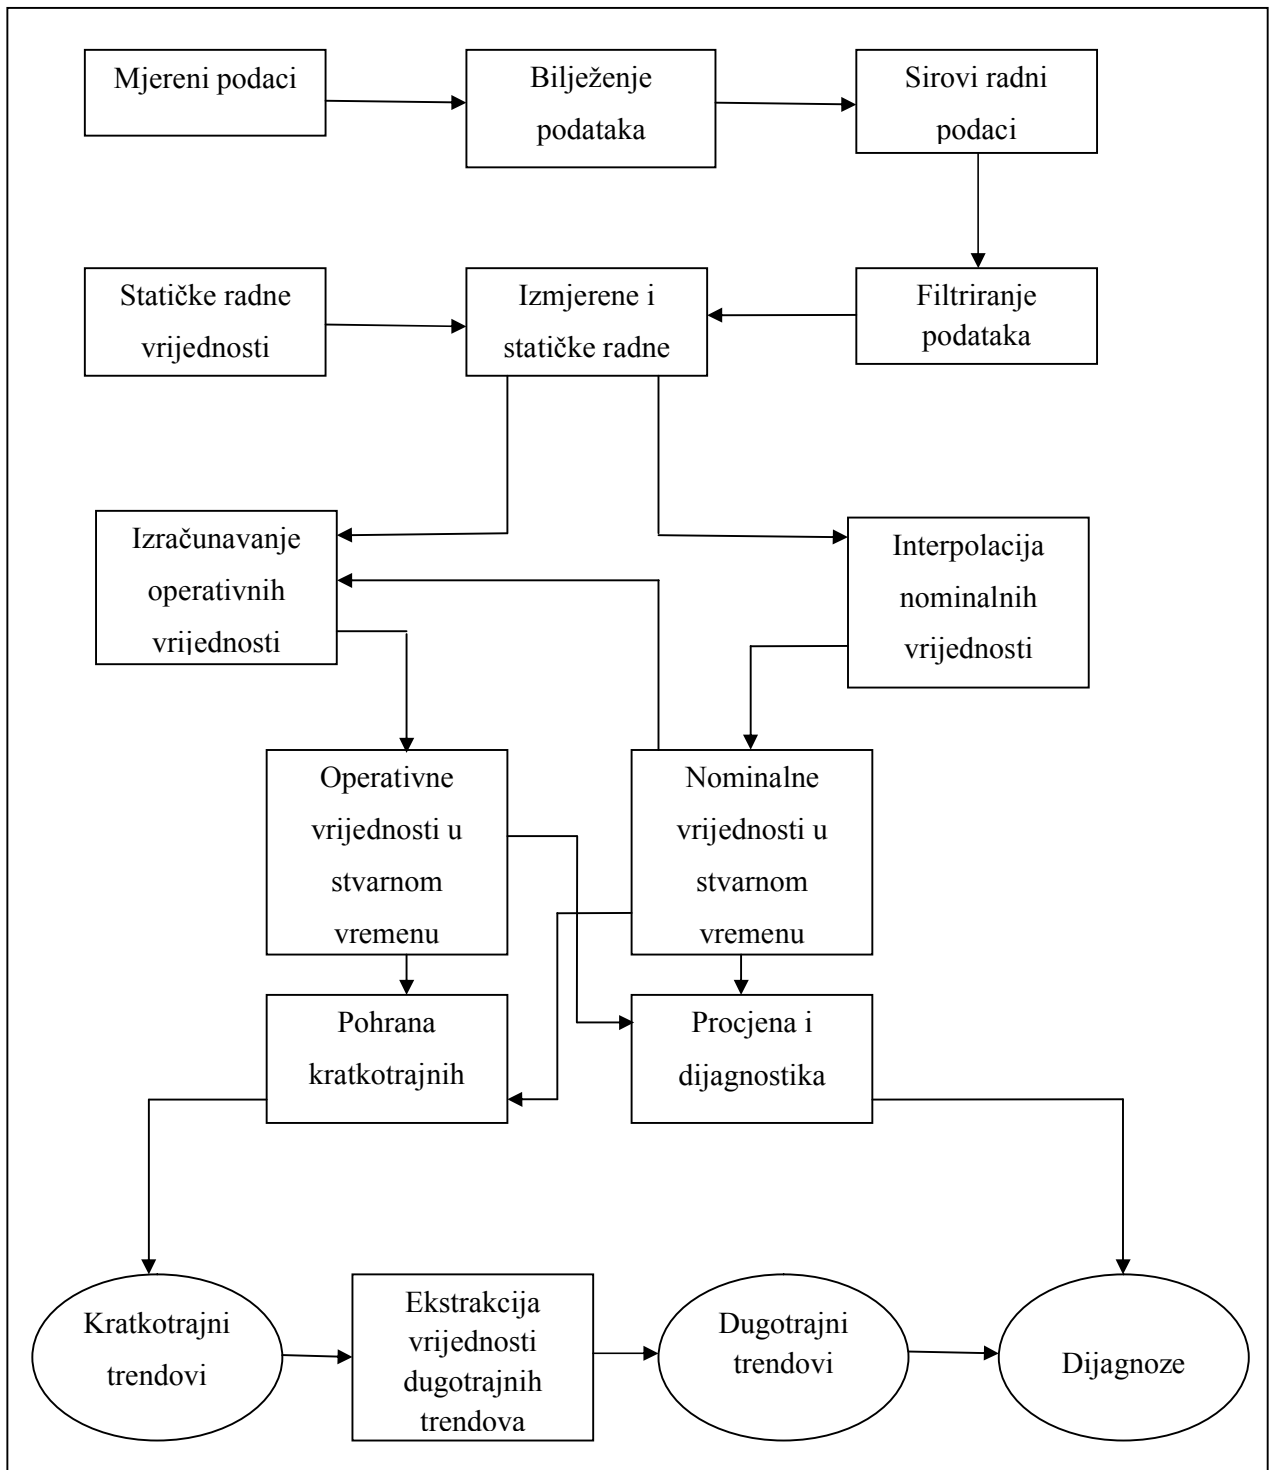 Mjereni podaci
Bilježenje
podataka
Sirovi radni
podaci
Statičke radne
vrijednosti
Izmjerene i
statičke radne
Filtriranje
podataka
Izračunavanje
operativnih
vrijednosti
Interpolacija
nominalnih
vrijednosti
Operativne
vrijednosti u
stvarnom
vremenu
Nominalne
vrijednosti u
stvarnom
vremenu
Pohrana
kratkotrajnih
Procjena i
dijagnostika
Kratkotrajni
trendovi
Ekstrakcija
vrijednosti
dugotrajnih
trendova
Dugotrajni
trendovi
Dijagnoze